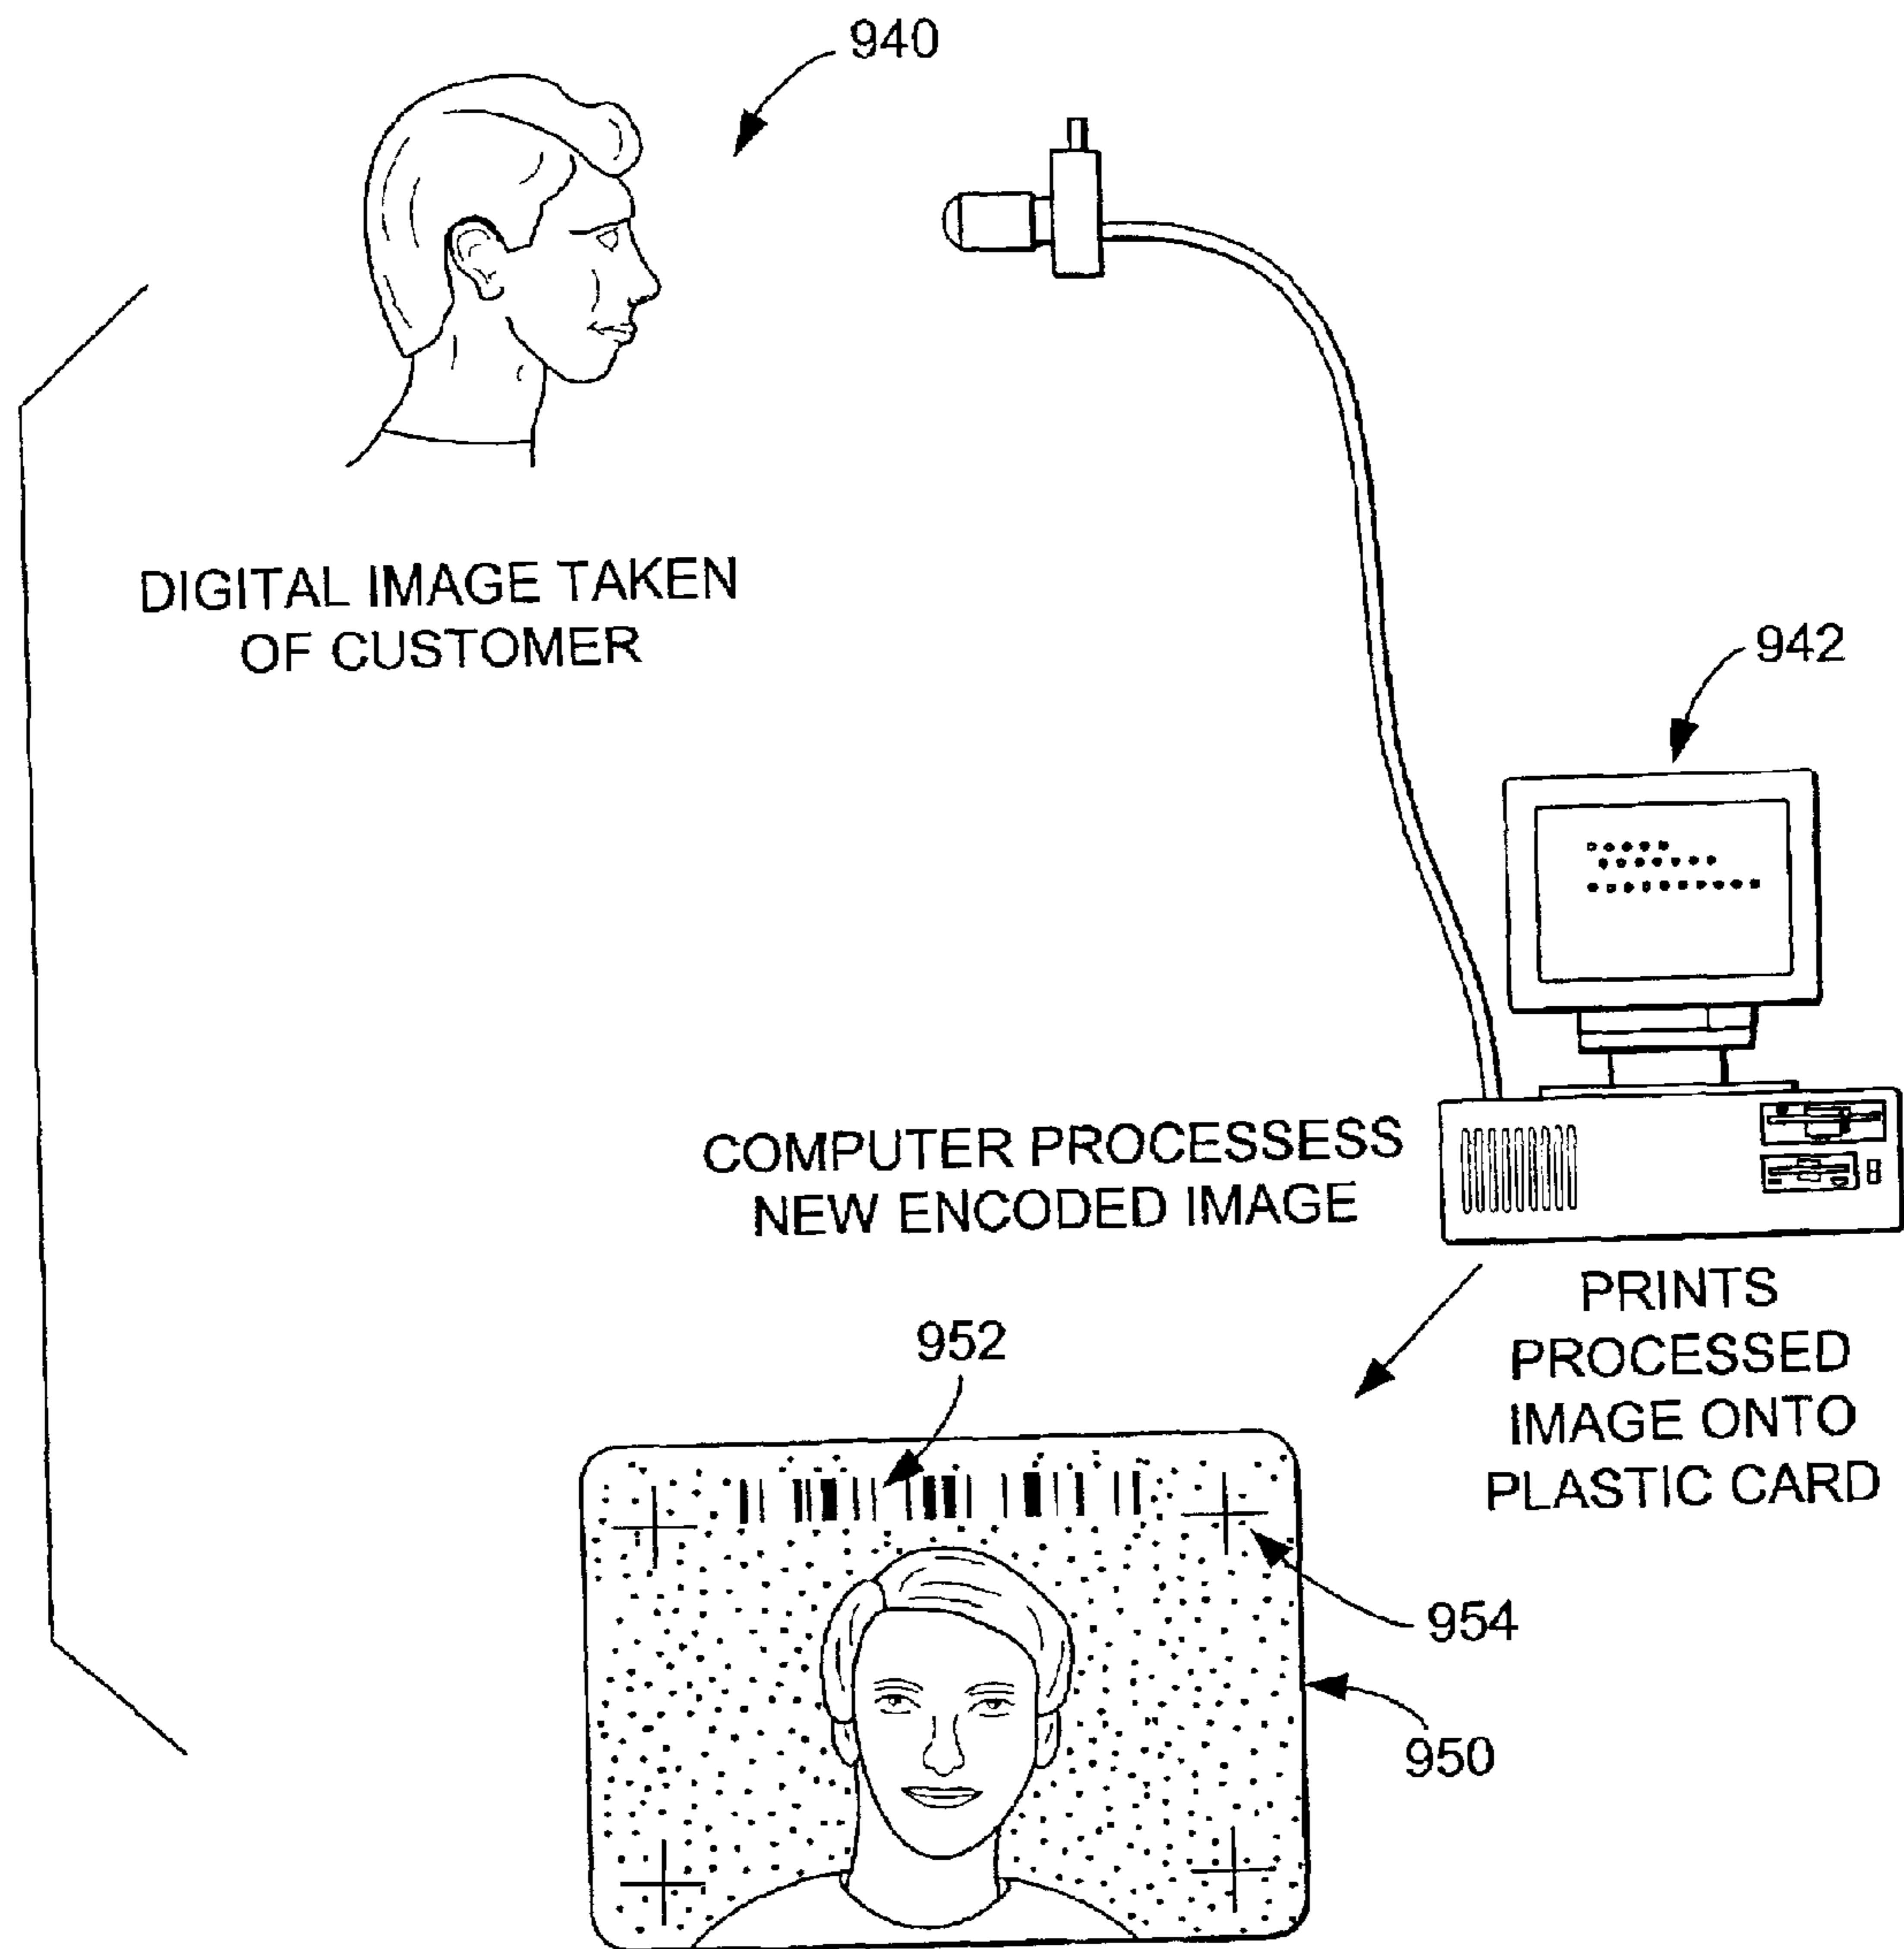 940
DIGITAL IMAGE TAKEN
OF CUSTOMER
942
COMPUTER PROCESSESS
NEW ENCODED IMAGE
PRINTS
PROCESSED
IMAGE ONTO
PLASTIC CARD
952
954
950